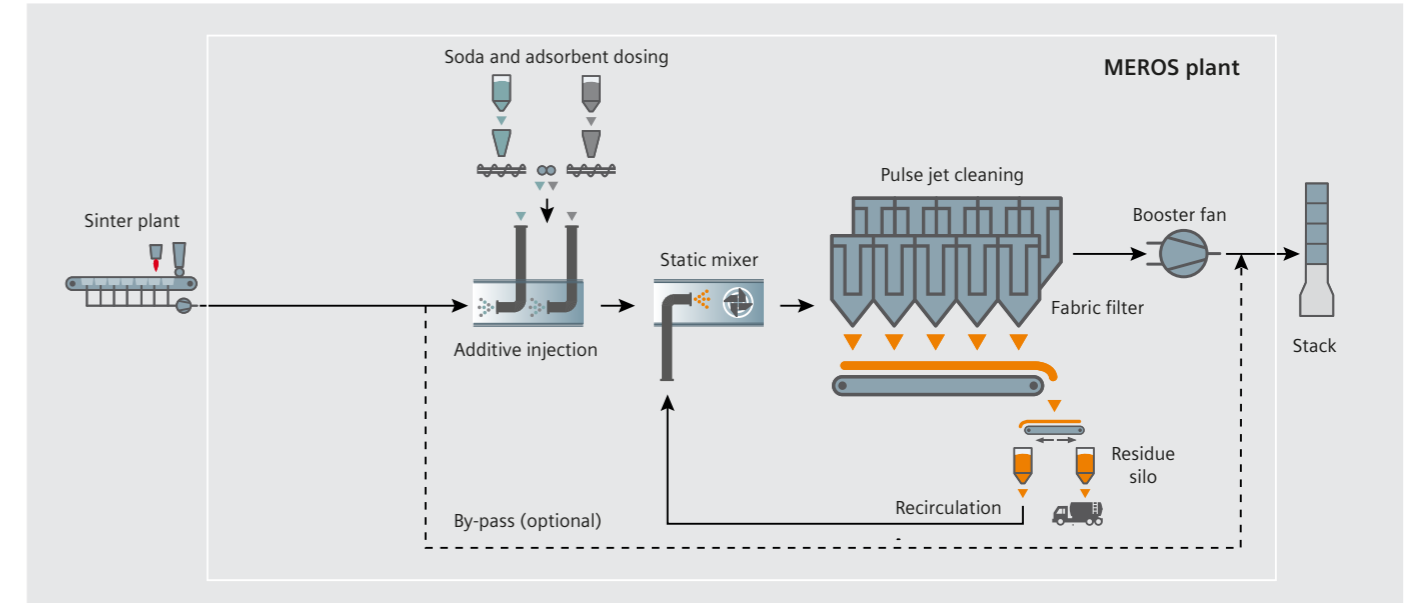 Soda and adsorbent dosing
MEROS plant
Pulse jet cleaning
Sinter plant
Booster fan
Static mixer
Fabric filter
Additive injection
Stack
Residue
silo
Recirculation
By-pass (optional)